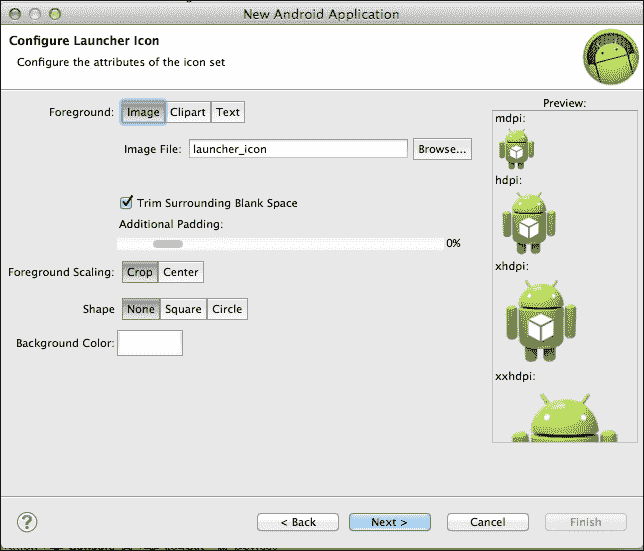 New Android Application
Configure Launcher Icon
Configure the attributes of the icon set
Foreground: Image Clipart Text
Image File: launcher_icon Browse...
Trim Surrounding Blank Space
Additional Padding:
0%
Foreground Scaling: Crop Center
Shape None Square Circle
Background Color:
Preview:
mdpi:
hdpi:
xhdpi:
xxhdpi:
?
< Back Next > Cancel Finish